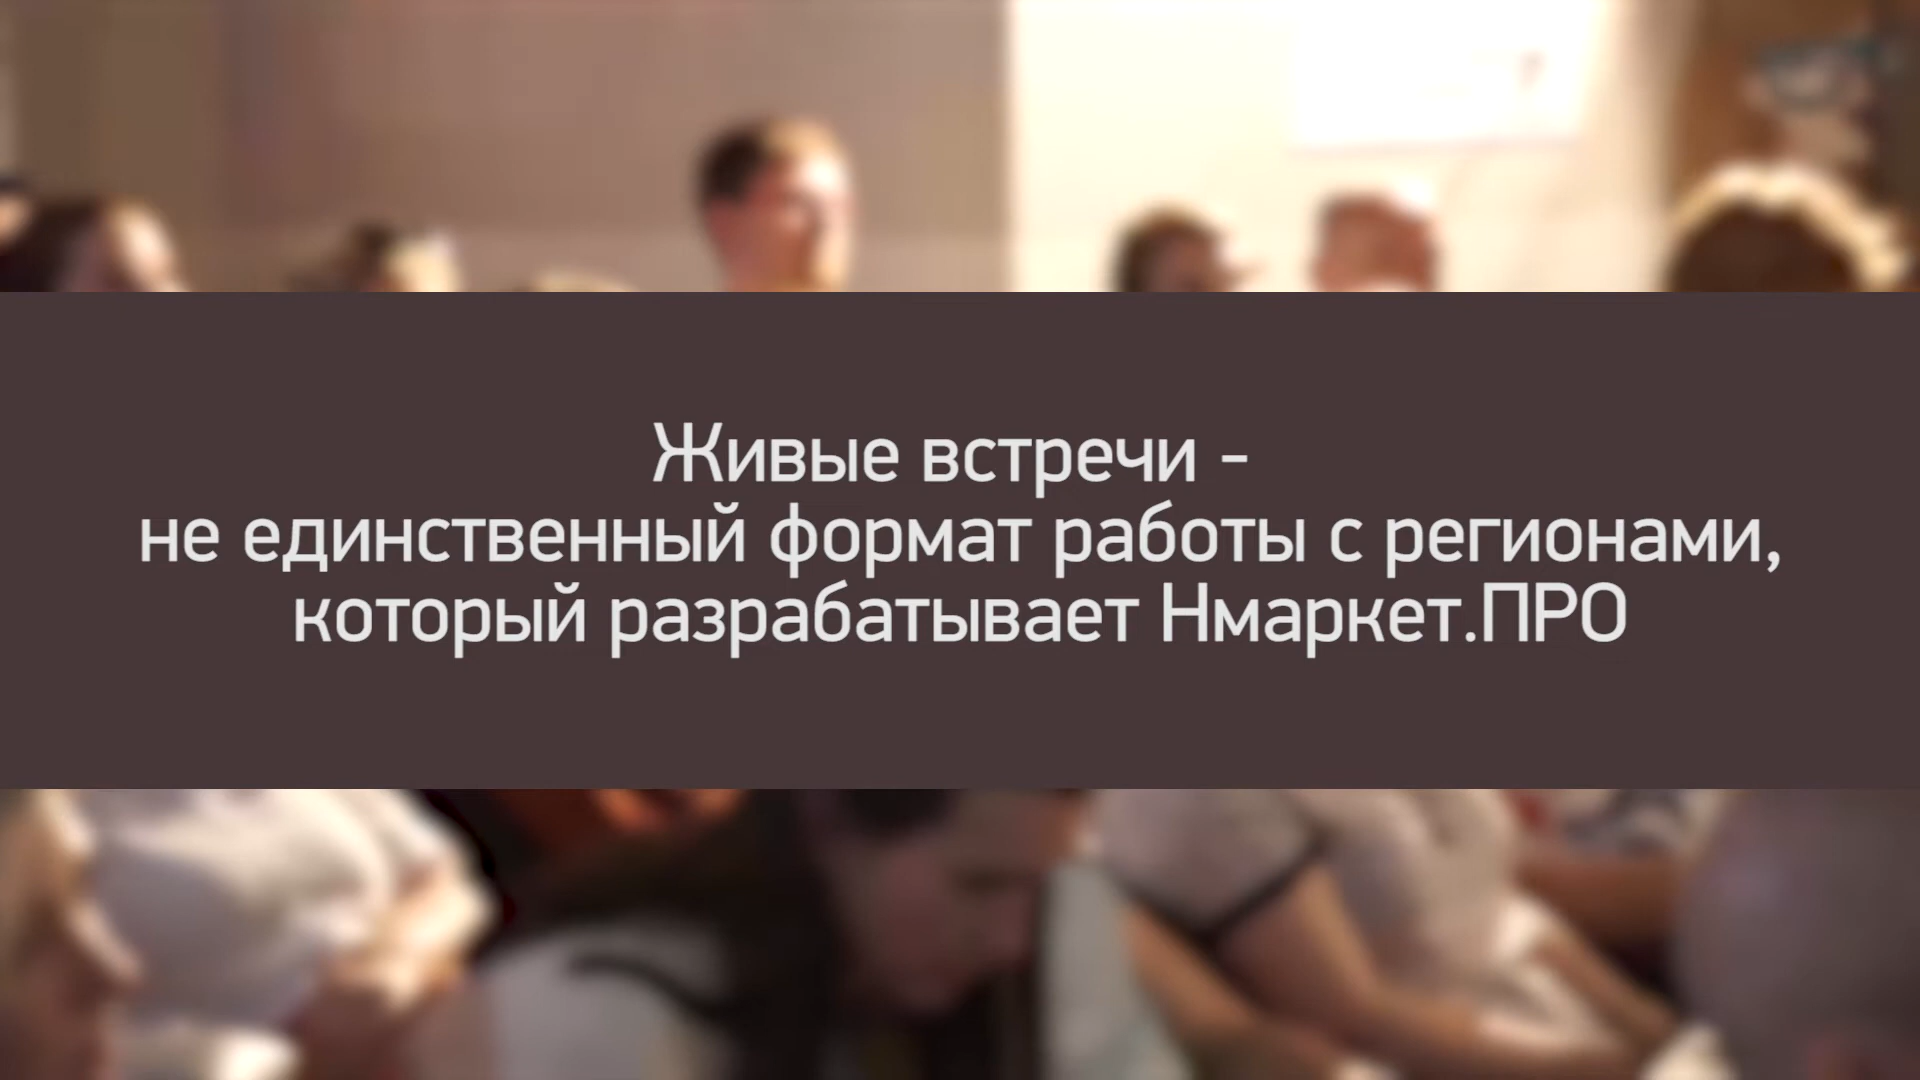 Живые встречи -
не единственный формат работы с регионами,
который разрабатывает Нмаркет.ПРО